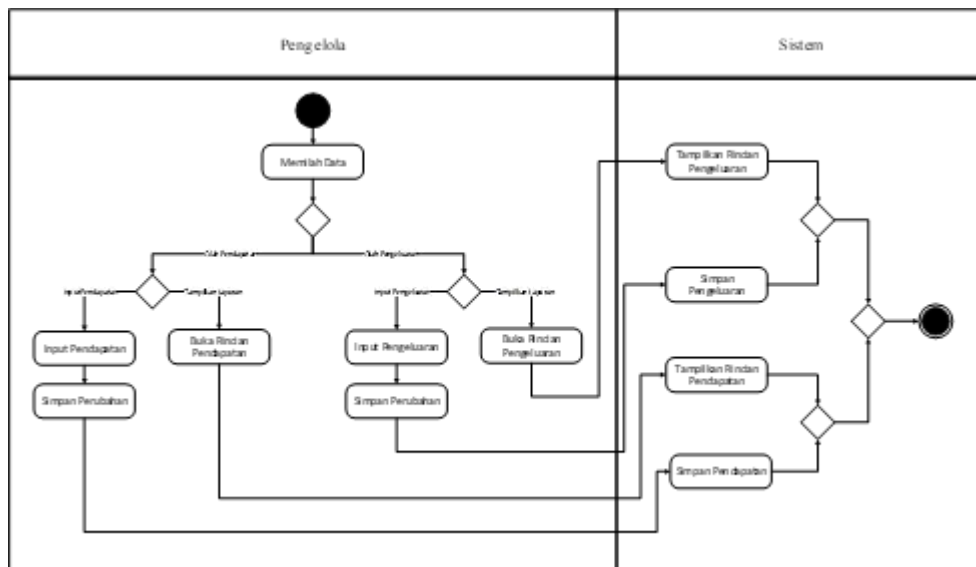 Pengelola
Sistem
Memilah Data
Tampilkan Rincian
Pengeluaran
Input Pendapatan
Tampilkan Laporan
Input Pengeluaran
Tampilkan Laporan
Simpan
Pengeluaran
Input Pendapatan
Buka Rincian
Pendapatan
Input Pengeluaran
Buka Rincian
Pengeluaran
Tampilkan Rincian
Pendapatan
Simpan Perubahan
Simpan Perubahan
Simpan Pendapatan